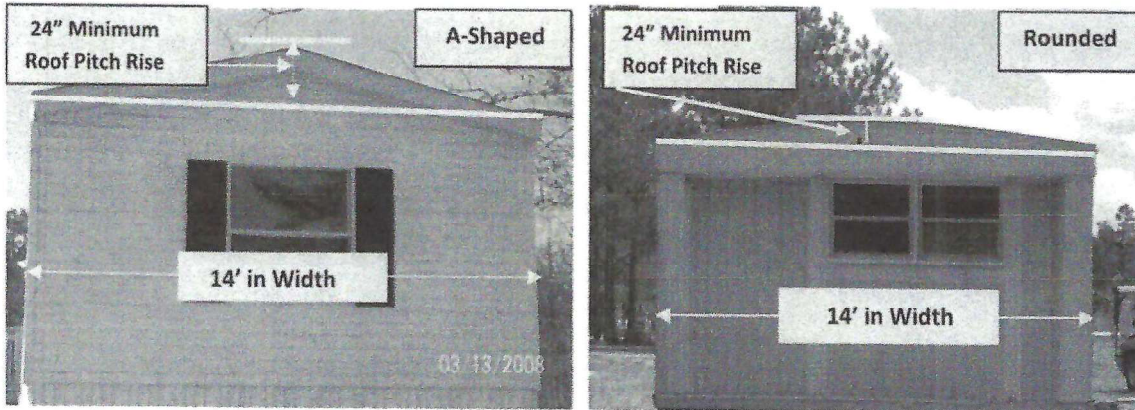 24” Minimum
Roof Pitch Rise
A-Shaped
14’ in Width
03/13/2008
24” Minimum
Roof Pitch Rise
Rounded
14’ in Width